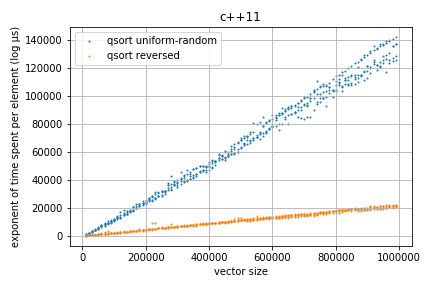 c++11
qsort uniform-random
qsort reversed
exponent of time spent per element (log µs)
140000
120000
100000
80000
60000
40000
20000
0
0
200000
400000
600000
800000
1000000
vector size